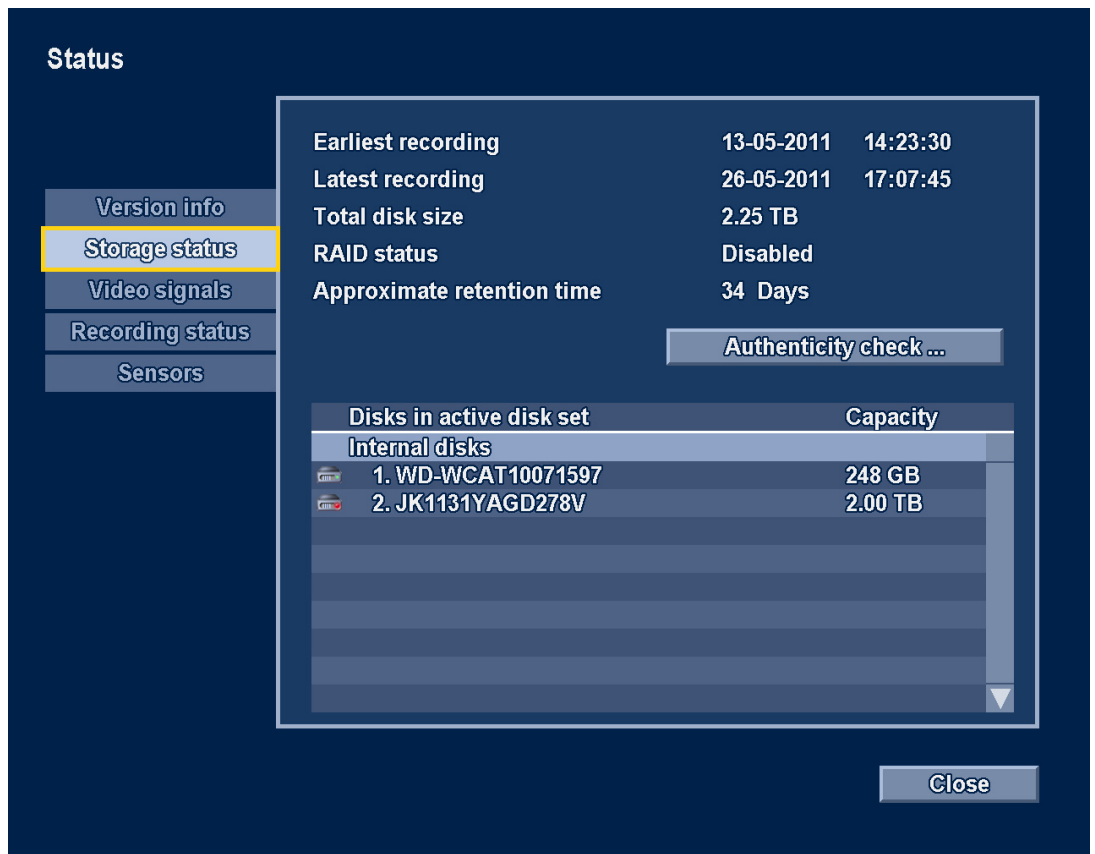 Status
Version info
Storage status
Video signals
Recording status
Sensors
Earliest recording 13-05-2011 14:23:30
Latest recording 26-05-2011 17:07:45
Total disk size 2.25 TB
RAID status Disabled
Approximate retention time 34 Days
Authenticity check ...
Disks in active disk set Capacity
Internal disks
1. WD-WCAT10071597 248 GB
2. JK1131YAGD278V 2.00 TB
Close